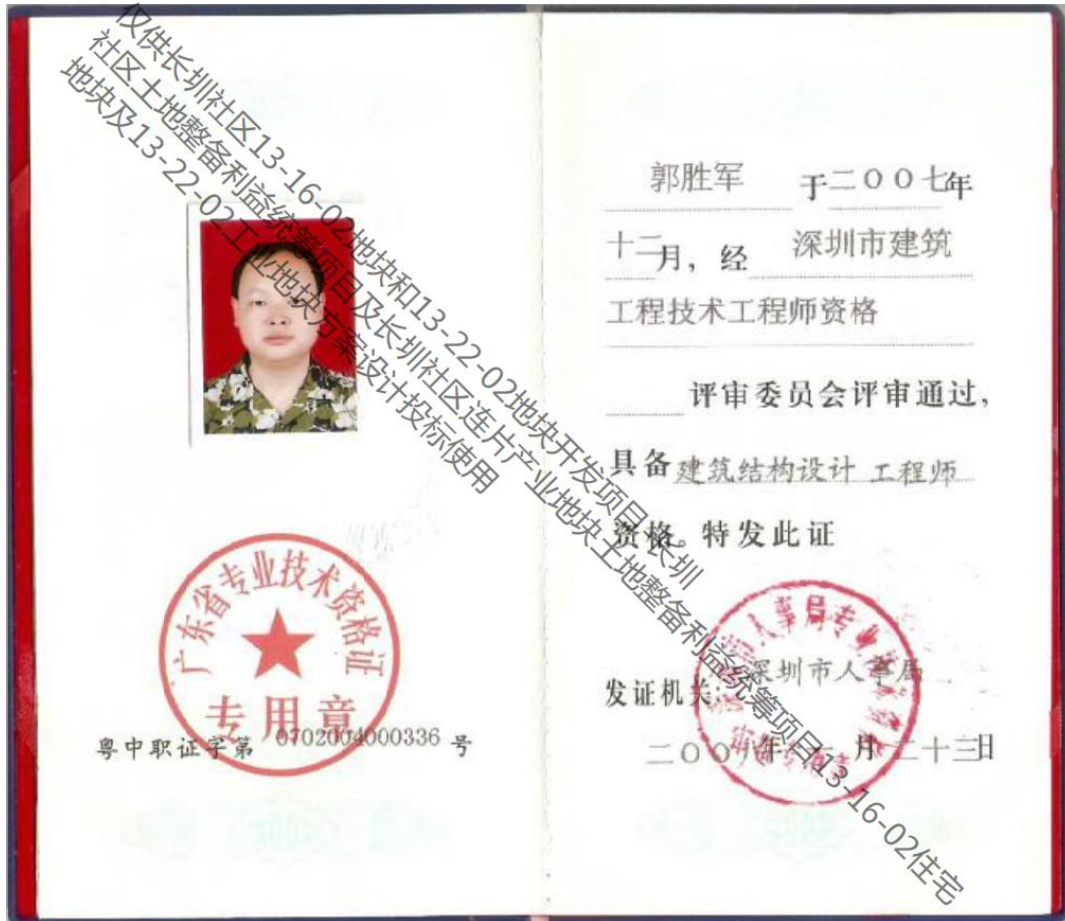 仅供长圳社区13-16-02地块和13-22-02地块开发项目、长圳
社区土地整备利益统筹项目及长圳社区连片产业地块土地整备利益统筹项目13-16-02住宅
地块及13-22-02工业地块方案设计投标使用
广东省专业技术资格证
专用章
粤中职证字第 0702004000336 号
郭胜军 于二〇〇七年
十二月，经 深圳市建筑
工程技术工程师资格
评审委员会评审通过，
具备 建筑结构设计 工程师
资格。特发此证
发证机关：深圳市人事局
二〇〇八年 月二十三日
人事局专业